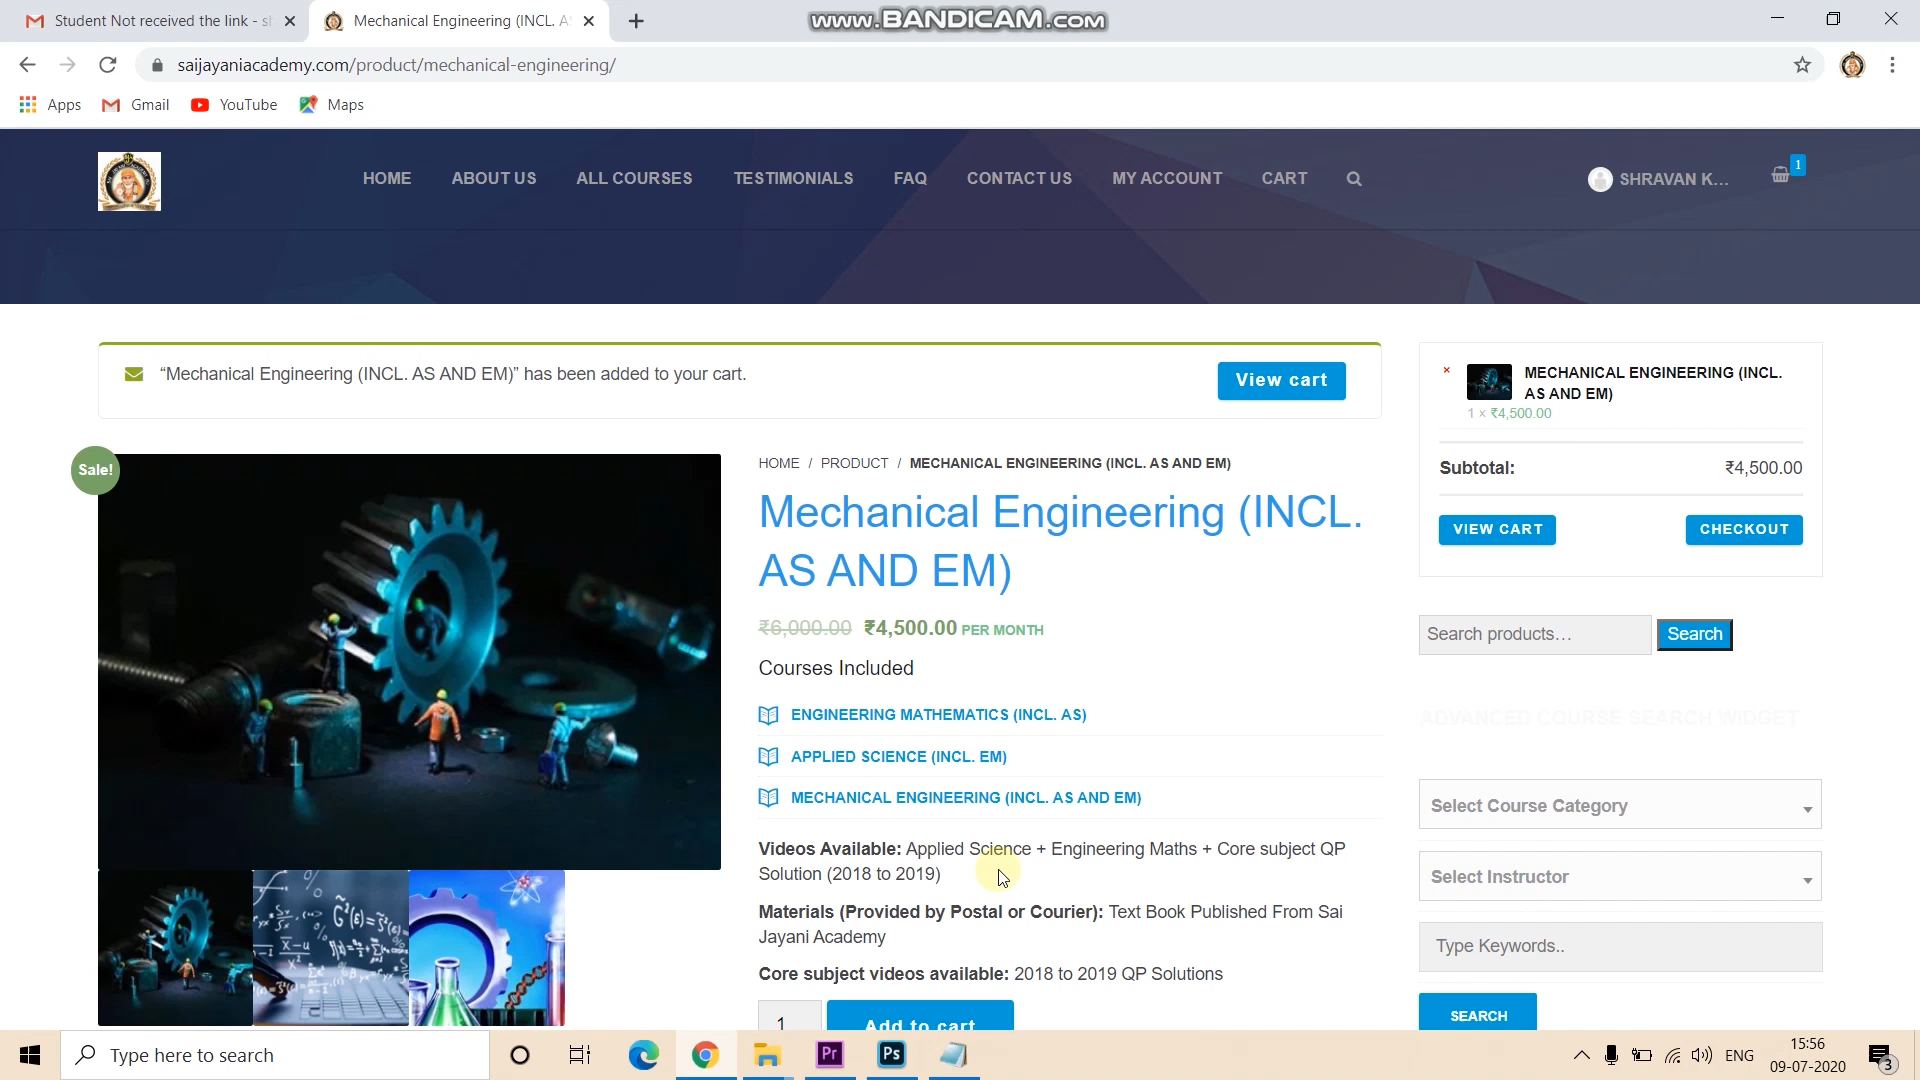 Student Not received the link - s
Mechanical Engineering (INCL. A
www.BANDICAM.com
saijayaniacademy.com/product/mechanical-engineering/
Apps
Gmail
YouTube
Maps
HOME
ABOUT US
ALL COURSES
TESTIMONIALS
FAQ
CONTACT US
MY ACCOUNT
CART
SHRAVAN K...
1
“Mechanical Engineering (INCL. AS AND EM)” has been added to your cart.
View cart
× MECHANICAL ENGINEERING (INCL.
AS AND EM)
1 × ₹4,500.00
Subtotal: ₹4,500.00
VIEW CART
CHECKOUT
Sale!
HOME / PRODUCT / MECHANICAL ENGINEERING (INCL. AS AND EM)
Mechanical Engineering (INCL.
AS AND EM)
₹6,000.00 ₹4,500.00 PER MONTH
Courses Included
ENGINEERING MATHEMATICS (INCL. AS)
APPLIED SCIENCE (INCL. EM)
MECHANICAL ENGINEERING (INCL. AS AND EM)
Videos Available: Applied Science + Engineering Maths + Core subject QP
Solution (2018 to 2019)
Materials (Provided by Postal or Courier): Text Book Published From Sai
Jayani Academy
Core subject videos available: 2018 to 2019 QP Solutions
1
Add to cart
Search products…
Search
ADVANCED COURSE SEARCH WIDGET
Select Course Category
Select Instructor
Type Keywords..
SEARCH
Type here to search
Pr
Ps
ENG
15:56
09-07-2020
3